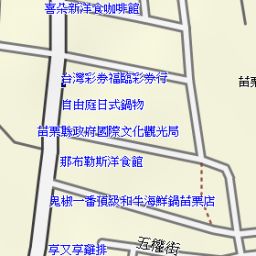 喜朵新洋食咖啡館
台灣彩券福臨彩券行
苗
自由庭日式鍋物
苗栗縣政府國際文化觀光局
那布勒斯洋食館
鬼椒一番頂級和牛海鮮鍋苗栗店
五權街
享又享雞排